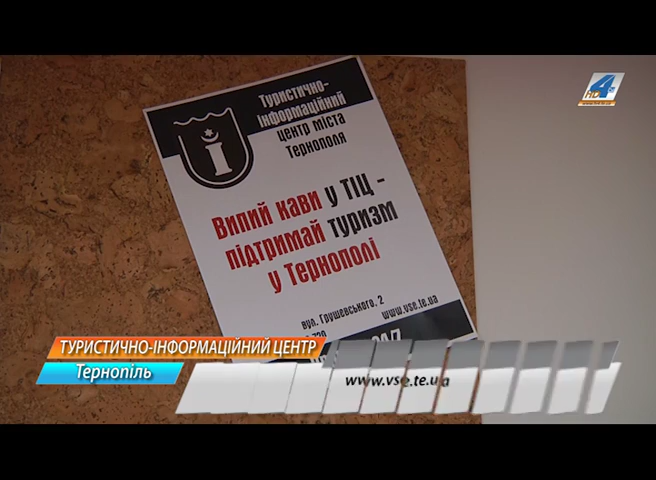 HD4
Туристично-
інформаційний
центр міста
Тернополя
Випий кави у ТІЦ –
підтримай туризм
у Тернополі
вул. Грушевського, 2
www.vse.te.ua
ТУРИСТИЧНО-ІНФОРМАЦІЙНИЙ ЦЕНТР
Тернопіль
www.vse.te.ua